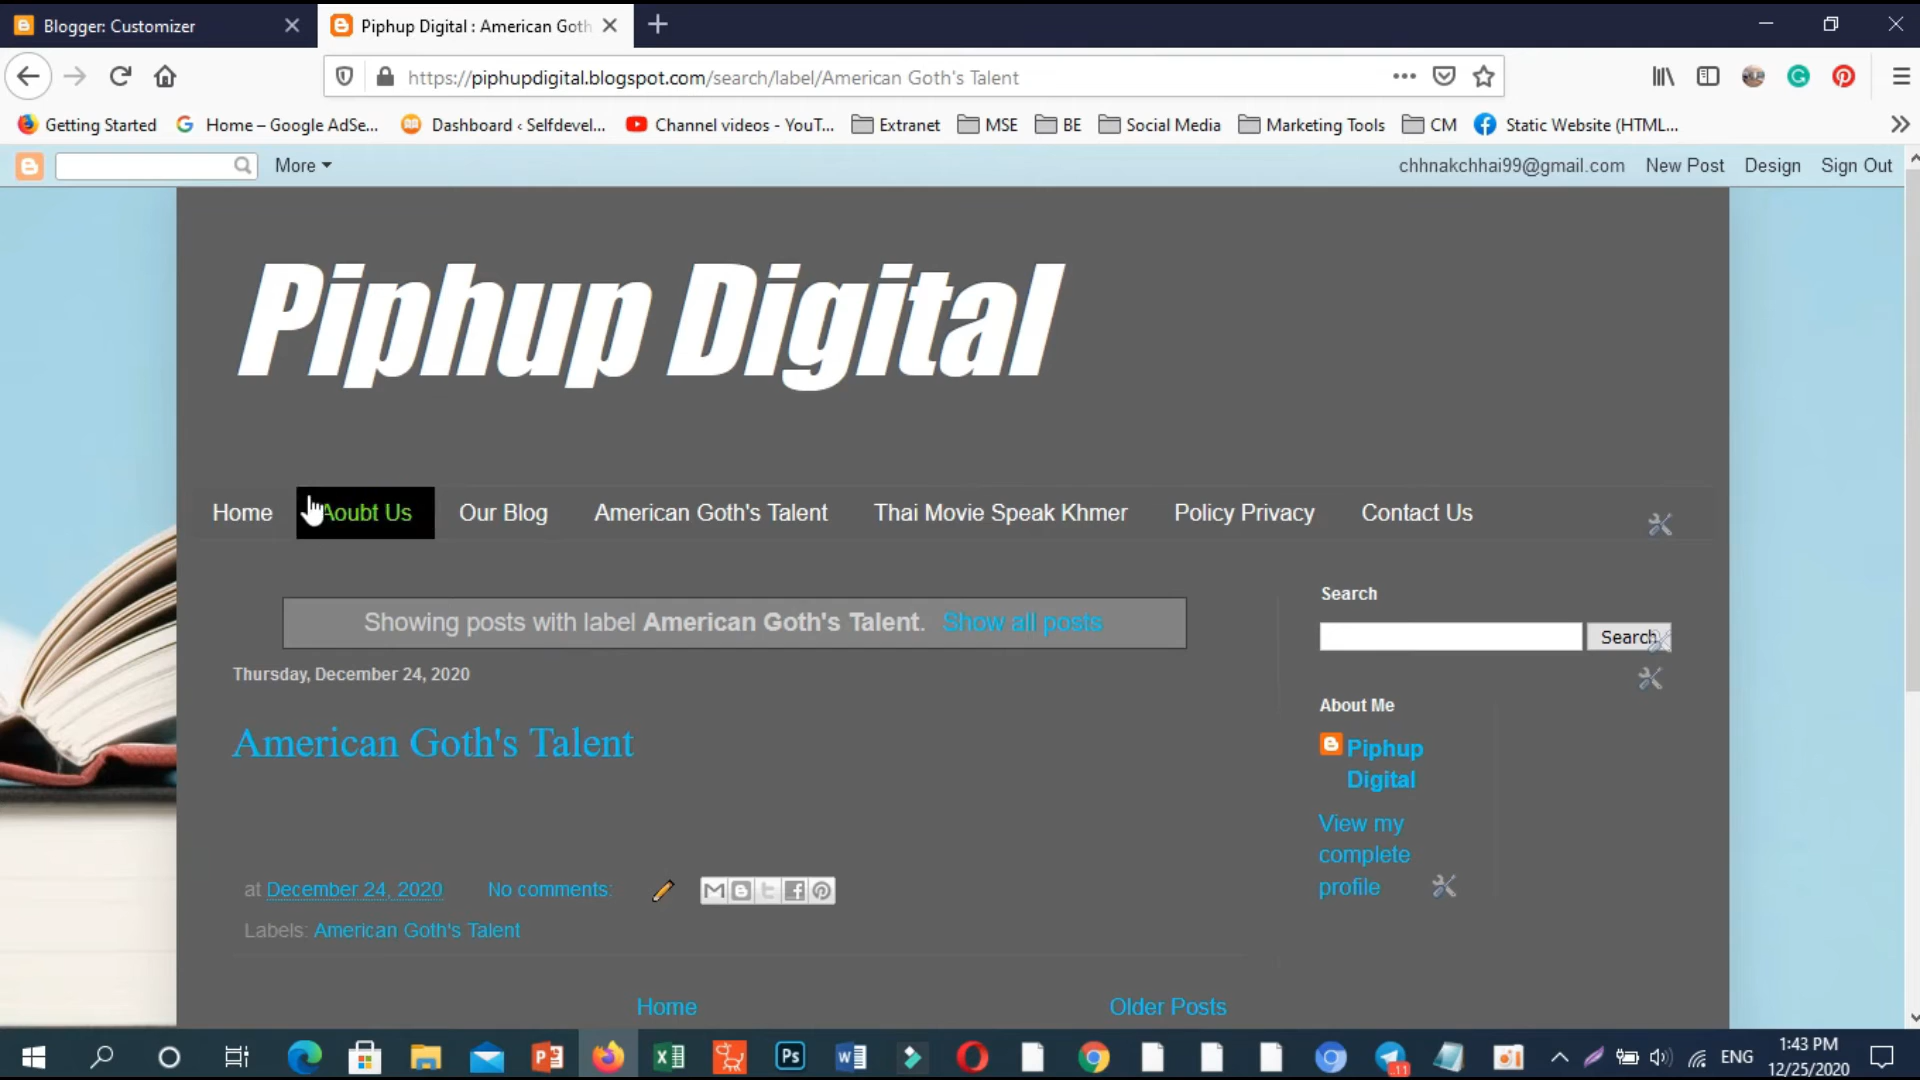 Blogger: Customizer
Piphup Digital : American Goth
https://piphupdigital.blogspot.com/search/label/American Goth's Talent
Getting Started
Home – Google AdSe...
Dashboard ‹ Selfdevel...
Channel videos - YouT...
Extranet
MSE
BE
Social Media
Marketing Tools
CM
Static Website (HTML...
More
chhnakchhai99@gmail.com
New Post
Design
Sign Out
Piphup Digital
Home
Aoubt Us
Our Blog
American Goth's Talent
Thai Movie Speak Khmer
Policy Privacy
Contact Us
Showing posts with label American Goth's Talent. Show all posts
Thursday, December 24, 2020
American Goth's Talent
at December 24, 2020
No comments:
Labels: American Goth's Talent
Home
Older Posts
Search
Search
About Me
Piphup
Digital
View my
complete
profile
Ps
11
ENG
1:43 PM
12/25/2020